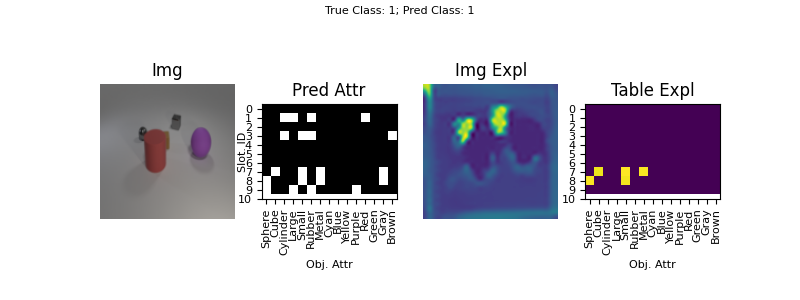 True Class: 1; Pred Class: 1
Img
Pred Attr
Img Expl
Table Expl
Slot. ID
0
1
2
3
4
5
6
7
8
9
10
Sphere
Cube
Cylinder
Large
Small
Rubber
Metal
Cyan
Blue
Yellow
Purple
Red
Green
Gray
Brown
Obj. Attr
0
1
2
3
4
5
6
7
8
9
10
Sphere
Cube
Cylinder
Large
Small
Rubber
Metal
Cyan
Blue
Yellow
Purple
Red
Green
Gray
Brown
Obj. Attr